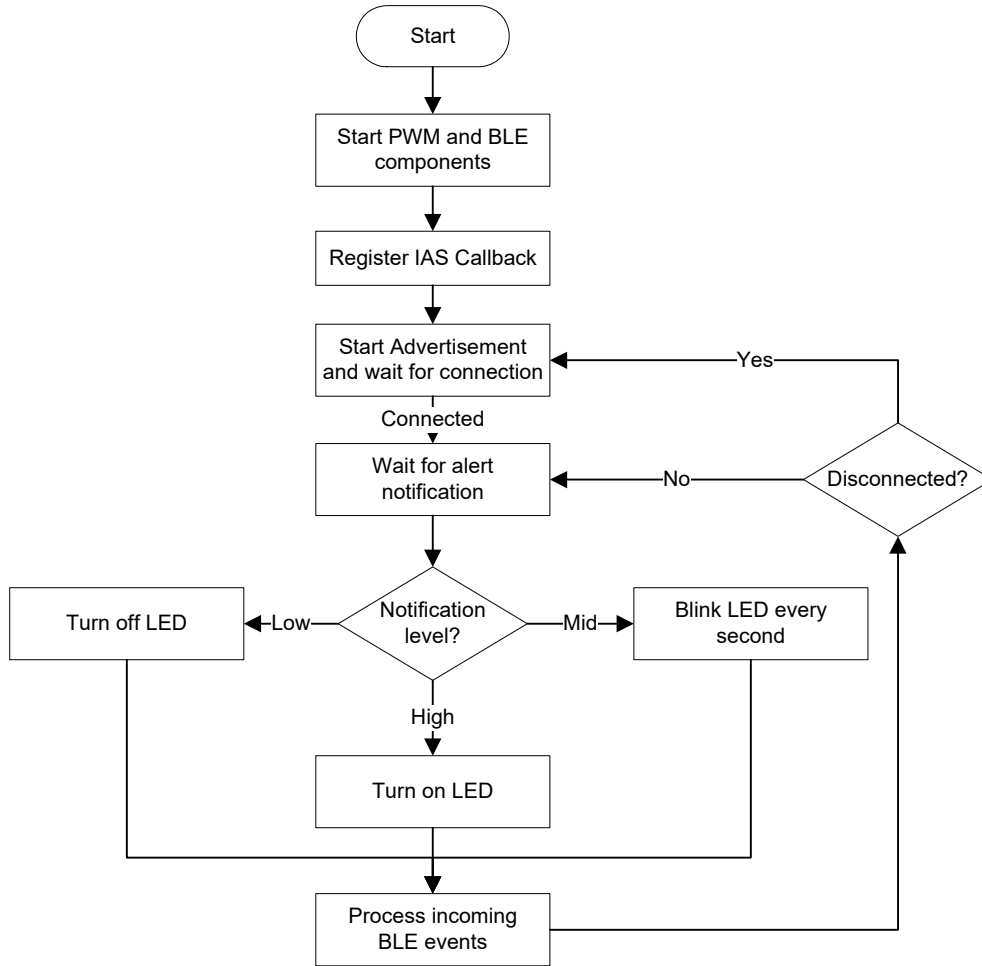 Start
Start PWM and BLE
components
Register IAS Callback
Start Advertisement
and wait for connection
Yes
Connected
Wait for alert
notification
No
Disconnected?
Turn off LED
Low
Notification
level?
Mid
Blink LED every
second
High
Turn on LED
Process incoming
BLE events